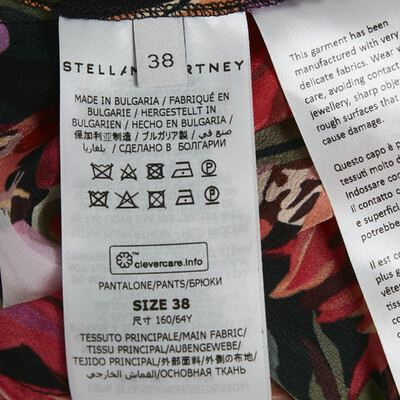 38
STELLA McCARTNEY
MADE IN BULGARIA / FABRIQUÉ EN
BULGARIE / HERGESTELLT IN
BULGARIEN / HECHO EN BULGARIA /
保加利亚制造 / ブルガリア製 / صنع في
بلغاريا / СДЕЛАНО В БОЛГАРИИ
clevercare.info
PANTALONE/PANTS/БРЮКИ
SIZE 38
尺寸 160/64Y
TESSUTO PRINCIPALE/MAIN FABRIC/
TISSU PRINCIPAL/AUßENGEWEBE/
TEJIDO PRINCIPAL/外部面料/外側の布地/
القماش الخارجي/ОСНОВНАЯ ТКАНЬ
This garment has been
manufactured with very
delicate fabrics. Wear
care, avoiding contact
jewellery, sharp objects
rough surfaces that
cause damage.
Questo capo è
tessuti molto
Indossare con
il contatto
e superfici
potrebbe
Il est
plus